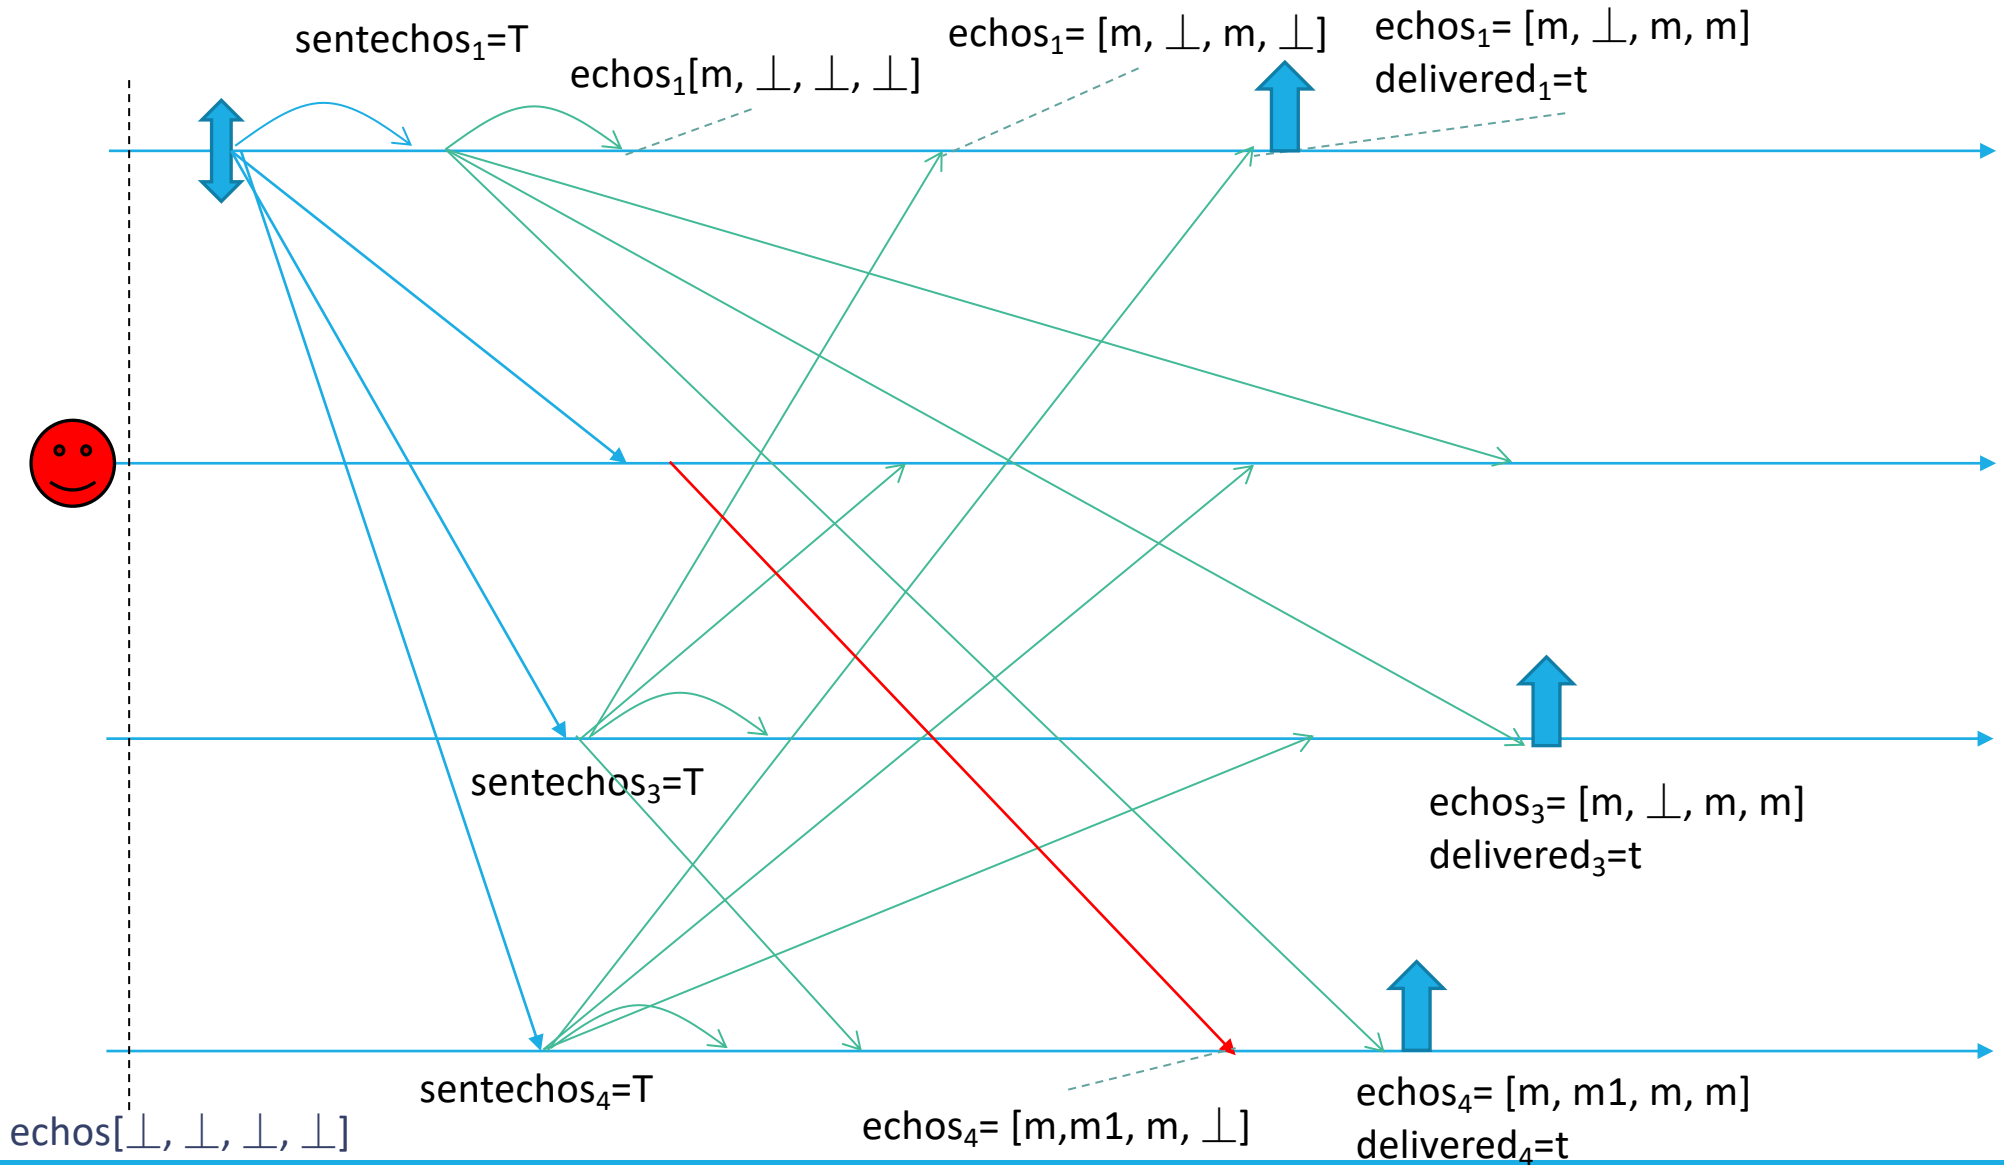 sentechos₁=T
echos₁[m, ⊥, ⊥, ⊥]
echos₁= [m, ⊥, m, ⊥]
echos₁= [m, ⊥, m, m]
delivered₁=t
sentechos₃=T
echos₃= [m, ⊥, m, m]
delivered₃=t
sentechos₄=T
echos[⊥, ⊥, ⊥, ⊥]
echos₄= [m,m1, m, ⊥]
echos₄= [m, m1, m, m]
delivered₄=t